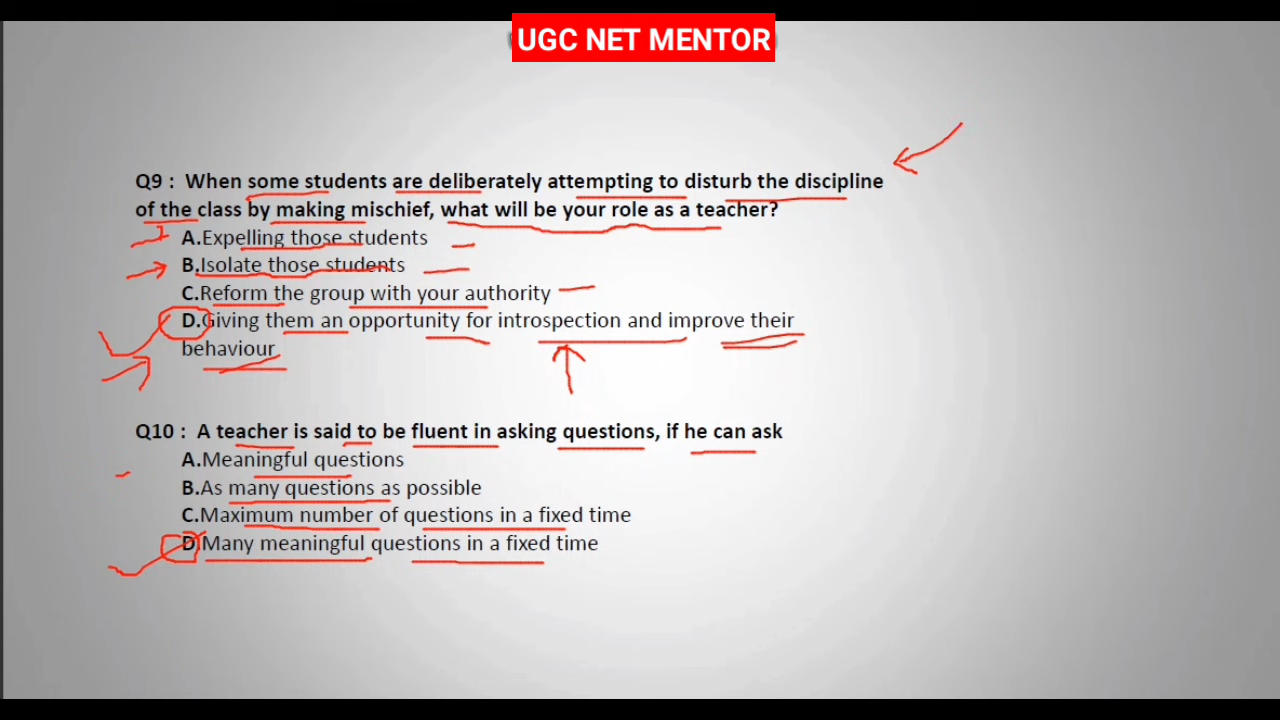 UGC NET MENTOR
Q9 : When some students are deliberately attempting to disturb the discipline
of the class by making mischief, what will be your role as a teacher?
A.Expelling those students
B.Isolate those students
C.Reform the group with your authority
D.Giving them an opportunity for introspection and improve their
behaviour
Q10 : A teacher is said to be fluent in asking questions, if he can ask
A.Meaningful questions
B.As many questions as possible
C.Maximum number of questions in a fixed time
D.Many meaningful questions in a fixed time